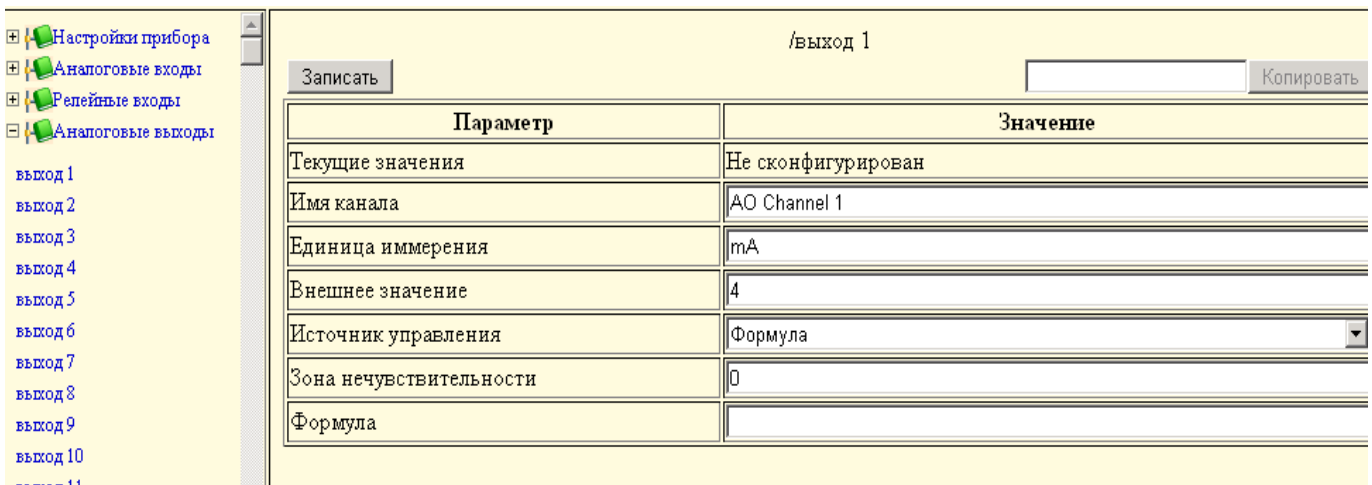 Настройки прибора
Аналоговые входы
Релейные входы
Аналоговые выходы
выход 1
выход 2
выход 3
выход 4
выход 5
выход 6
выход 7
выход 8
выход 9
выход 10
/выход 1
Записать Копировать
Параметр Значение
Текущие значения Не сконфигурирован
Имя канала AO Channel 1
Единица иммерения mA
Внешнее значение 4
Источник управления Формула
Зона нечувствительности 0
Формула